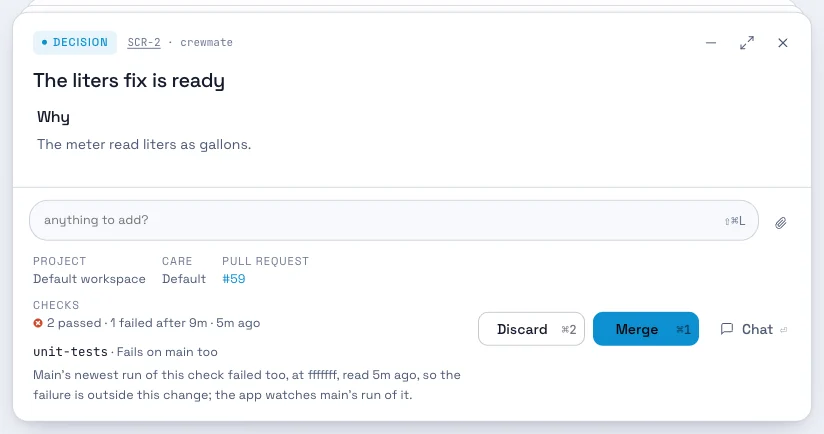 DECISION SCR-2 · crewmate
The liters fix is ready
Why
The meter read liters as gallons.
anything to add? ⇧⌘L
PROJECT CARE PULL REQUEST
Default workspace Default #59
CHECKS
2 passed · 1 failed after 9m · 5m ago
Discard ⌘2 Merge ⌘1 Chat ⏎
unit-tests · Fails on main too
Main's newest run of this check failed too, at fffffff, read 5m ago, so the
failure is outside this change; the app watches main's run of it.